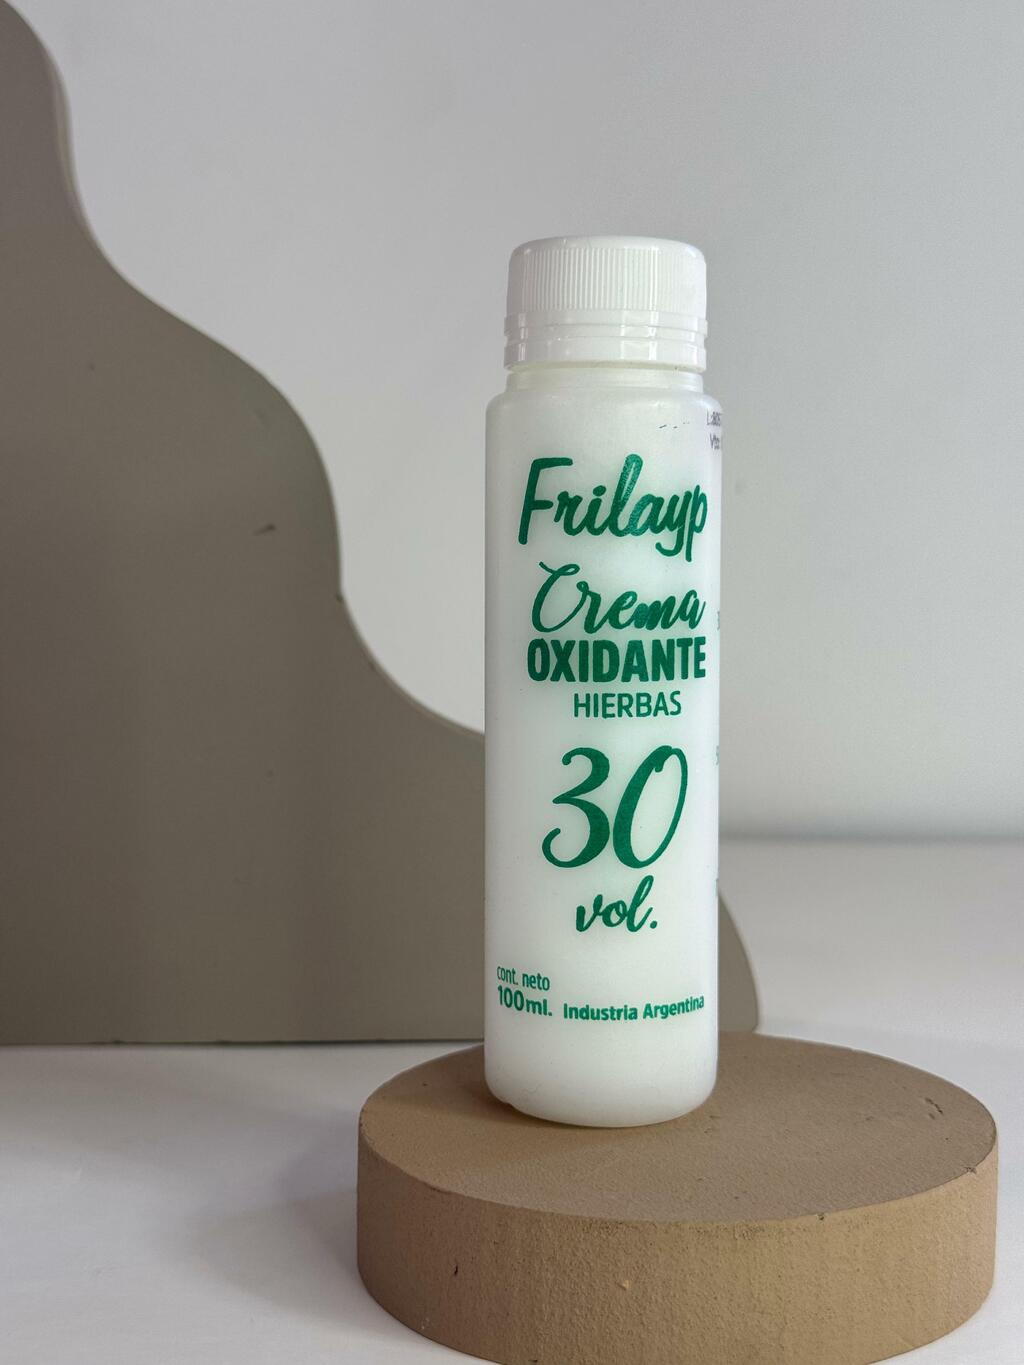 Frilayp
Crema
OXIDANTE
HIERBAS
30
vol.
cont. neto
100ml. Industria Argentina